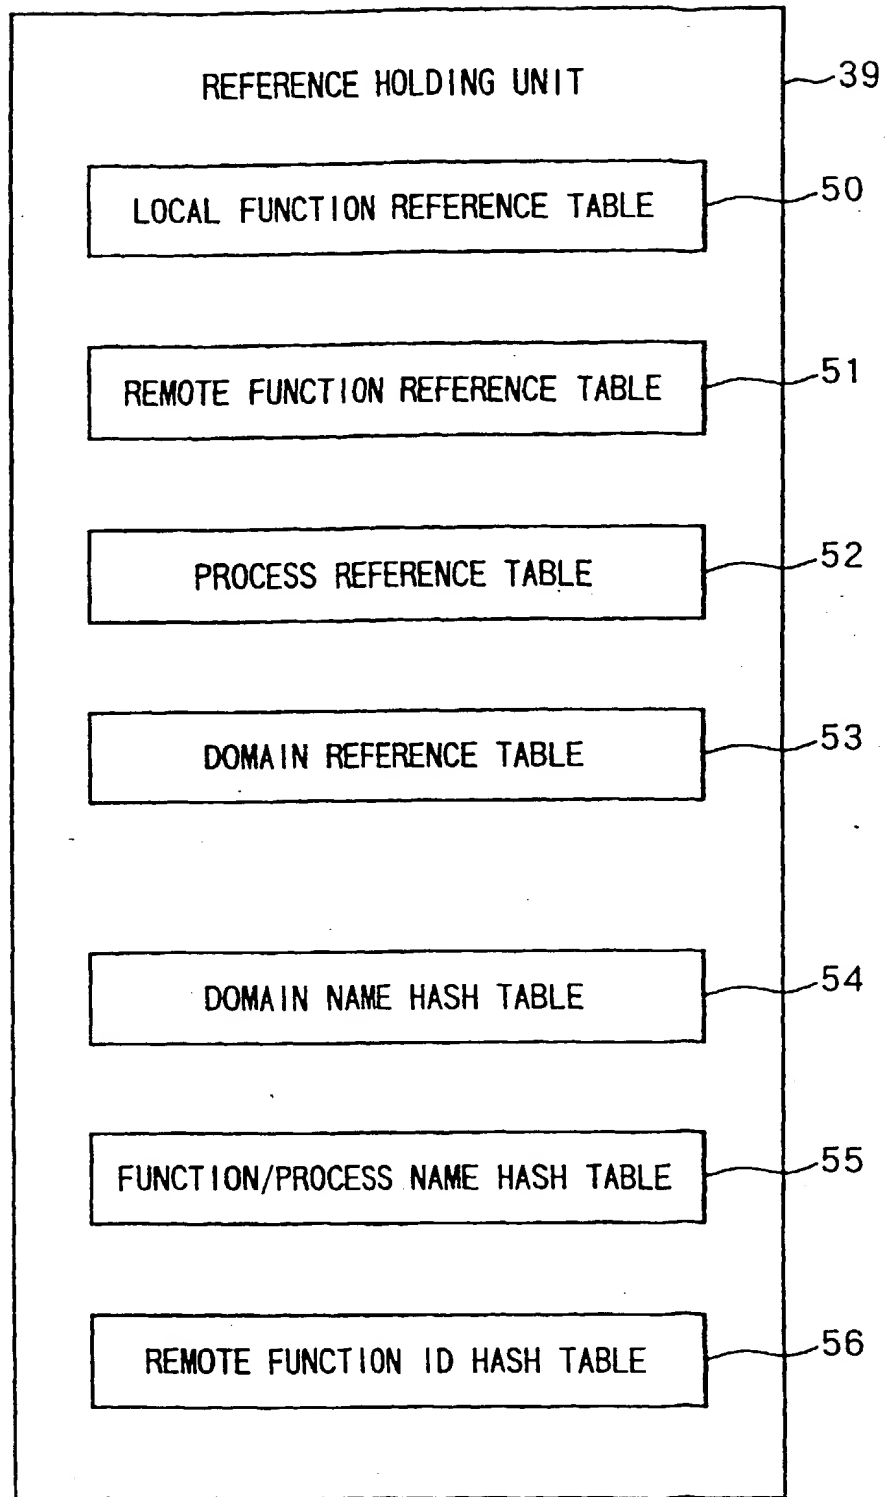 REFERENCE HOLDING UNIT
39
LOCAL FUNCTION REFERENCE TABLE
50
REMOTE FUNCTION REFERENCE TABLE
51
PROCESS REFERENCE TABLE
52
DOMAIN REFERENCE TABLE
53
DOMAIN NAME HASH TABLE
54
FUNCTION/PROCESS NAME HASH TABLE
55
REMOTE FUNCTION ID HASH TABLE
56